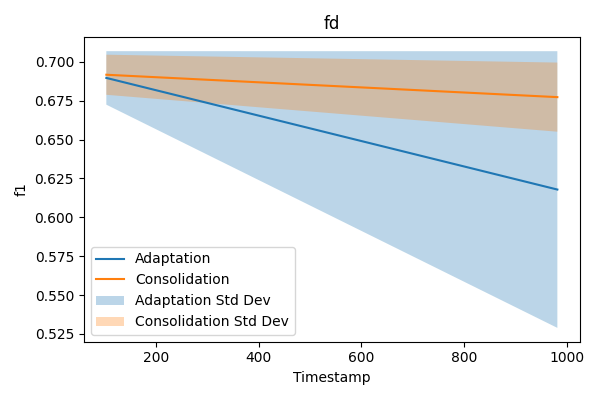 fd
0.700
0.675
0.650
0.625
0.600
0.575
0.550
0.525
f1
Adaptation
Consolidation
Adaptation Std Dev
Consolidation Std Dev
200 400 600 800 1000
Timestamp